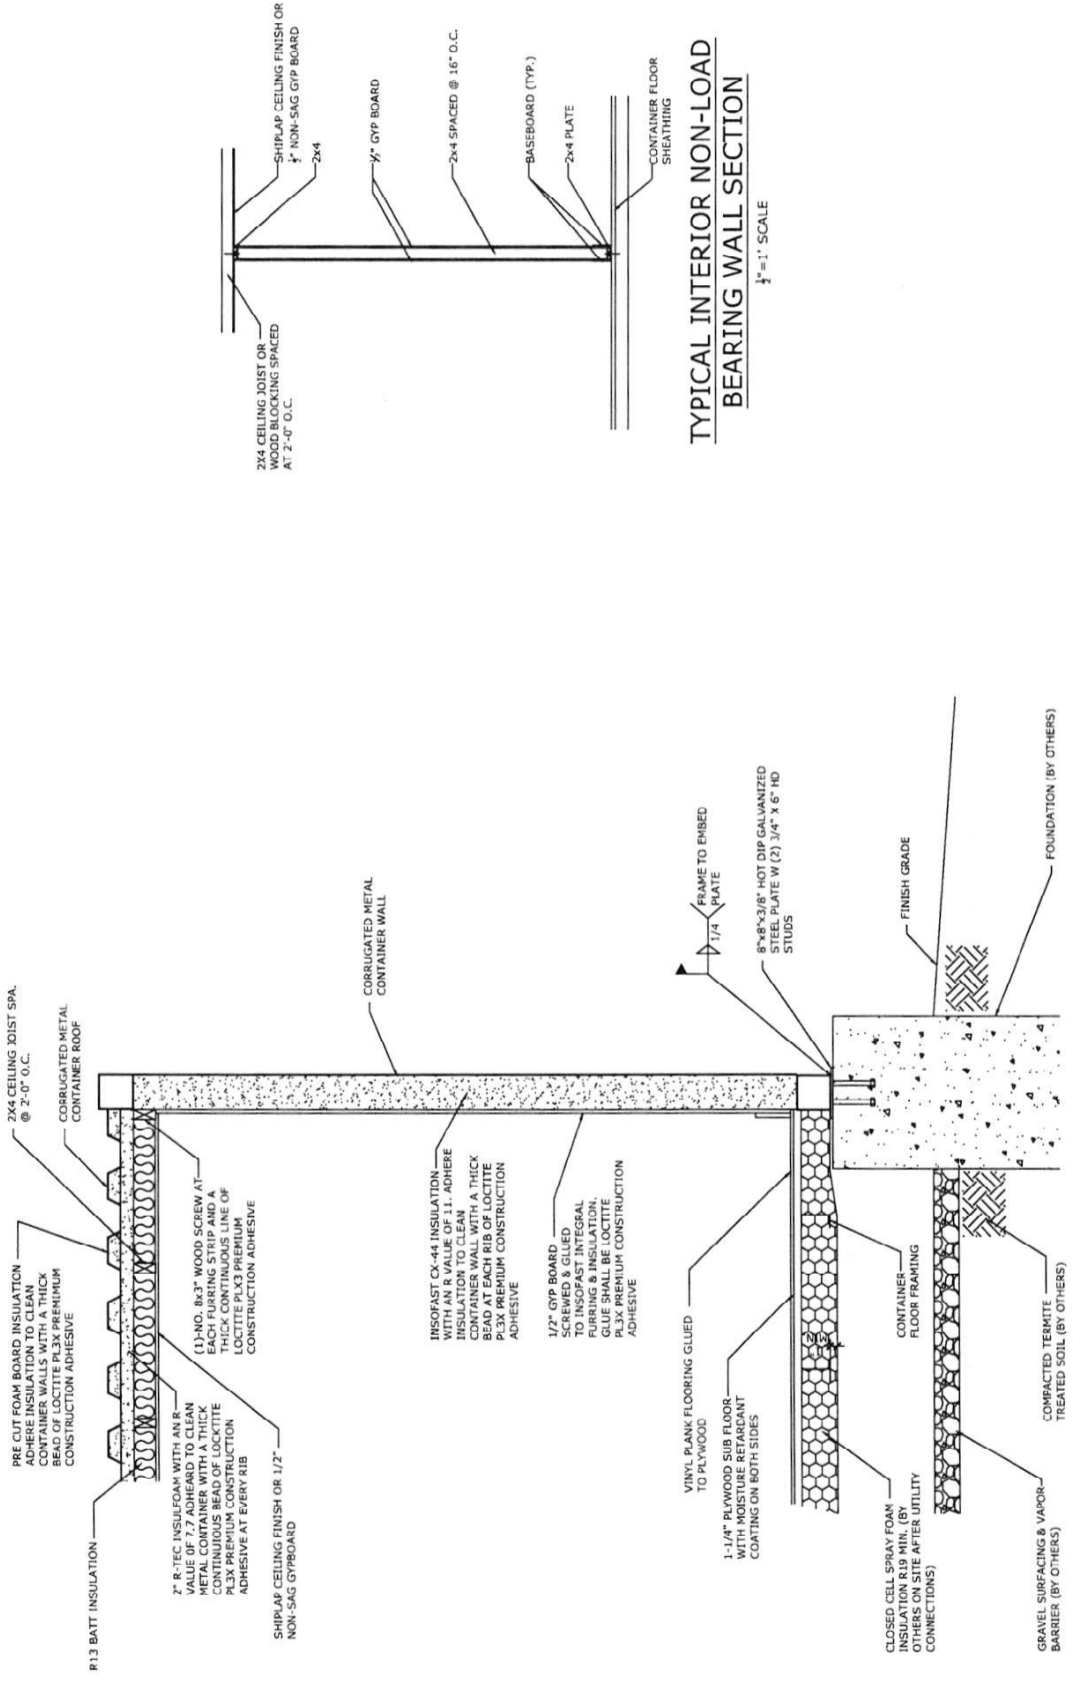 PRE CUT FOAM BOARD INSULATION
ADHERE INSULATION TO CLEAN
CONTAINER WALLS WITH A THICK
BEAD OF LOCTITE PL3X PREMIMUM
CONSTRUCTION ADHESIVE
2X4 CEILING JOIST SPA.
@ 2'-0" O.C.
CORRUGATED METAL
CONTAINER ROOF
R13 BATT INSULATION
2" R-TEC INSULFOAM WITH AN R-
VALUE OF 7.7 ADHEARD TO CLEAN
METAL CONTAINER WITH A THICK
CONTINUOUS BEAD OF LOCKTITE
PL3X PREMIUM CONSTRUCTION
ADHESIVE AT EVERY RIB
(1)-NO. 8x3" WOOD SCREW AT
EACH FURRING STRIP AND A
THICK CONTINUOUS LINE OF
LOCTITE PLX3 PREMIUM
CONSTRUCTION ADHESIVE
SHIPLAP CEILING FINISH OR 1/2"
NON-SAG GYPBOARD
CORRUGATED METAL
CONTAINER WALL
INSOFAST CX-44 INSULATION
WITH AN R VALUE OF 11. ADHERE
INSULATION TO CLEAN
CONTAINER WALL WITH A THICK
BEAD AT EACH RIB OF LOCTITE
PL3X PREMIUM CONSTRUCTION
ADHESIVE
1/2" GYP BOARD
SCREWED & GLUED
TO INSOFAST INTEGRAL
FURRING & INSULATION.
GLUE SHALL BE LOCTITE
PL3X PREMIUM CONSTRUCTION
ADHESIVE
VINYL PLANK FLOORING GLUED
TO PLYWOOD
1-1/4" PLYWOOD SUB FLOOR
WITH MOISTURE RETARDANT
COATING ON BOTH SIDES
FRAME TO EMBED
PLATE
1/4
8"x8"x3/8" HOT DIP GALVANIZED
STEEL PLATE W (2) 3/4" X 6" HD
STUDS
MIN
CONTAINER
FLOOR FRAMING
FINISH GRADE
CLOSED CELL SPRAY FOAM
INSULATION R19 MIN. (BY
OTHERS ON SITE AFTER UTILITY
CONNECTIONS)
GRAVEL SURFACING & VAPOR
BARRIER (BY OTHERS)
COMPACTED TERMITE
TREATED SOIL (BY OTHERS)
FOUNDATION (BY OTHERS)
2X4 CEILING JOIST OR
WOOD BLOCKING SPACED
AT 2'-0" O.C.
SHIPLAP CEILING FINISH OR
½" NON-SAG GYP BOARD
2x4
½" GYP BOARD
2x4 SPACED @ 16" O.C.
BASEBOARD (TYP.)
2x4 PLATE
CONTAINER FLOOR
SHEATHING
TYPICAL INTERIOR NON-LOAD
BEARING WALL SECTION
½"=1' SCALE